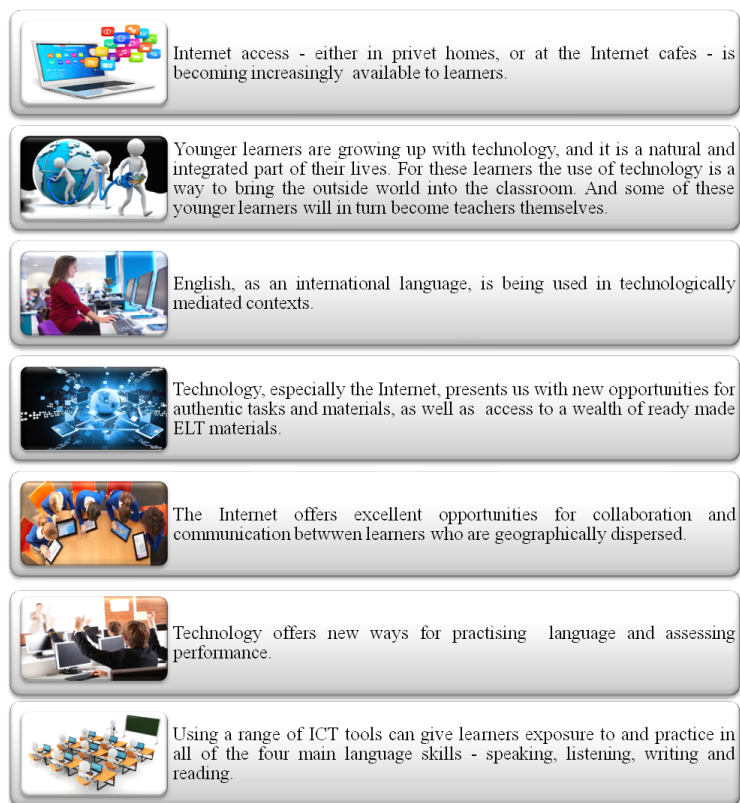 Internet access - either in privet homes, or at the Internet cafes - is
becoming increasingly available to learners.
Younger learners are growing up with technology, and it is a natural and
integrated part of their lives. For these learners the use of technology is a
way to bring the outside world into the classroom. And some of these
younger learners will in turn become teachers themselves.
English, as an international language, is being used in technologically
mediated contexts.
Technology, especially the Internet, presents us with new opportunities for
authentic tasks and materials, as well as access to a wealth of ready made
ELT materials.
The Internet offers excellent opportunities for collaboration and
communication betwwen learners who are geographically dispersed.
Technology offers new ways for practising language and assessing
performance.
Using a range of ICT tools can give learners exposure to and practice in
all of the four main language skills - speaking, listening, writing and
reading.